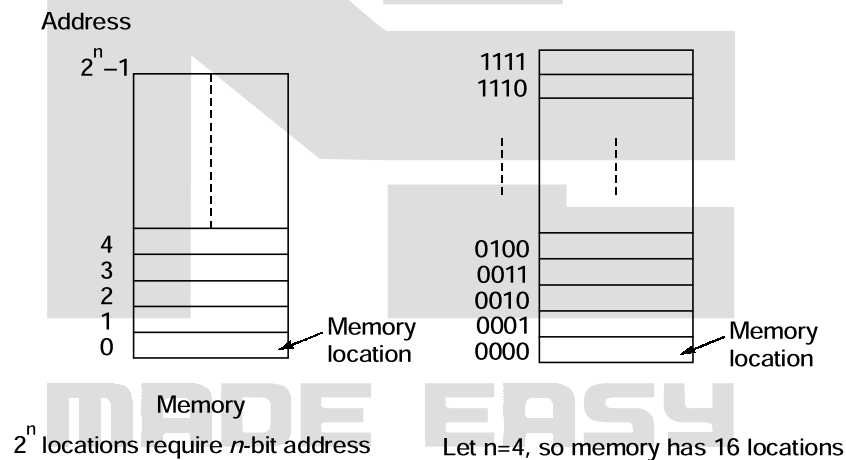 Address
2^n–1
4
3
2
1
0
Memory
location
Memory
2^n locations require n-bit address
1111
1110
0100
0011
0010
0001
0000
Memory
location
Let n=4, so memory has 16 locations
MADE EASY